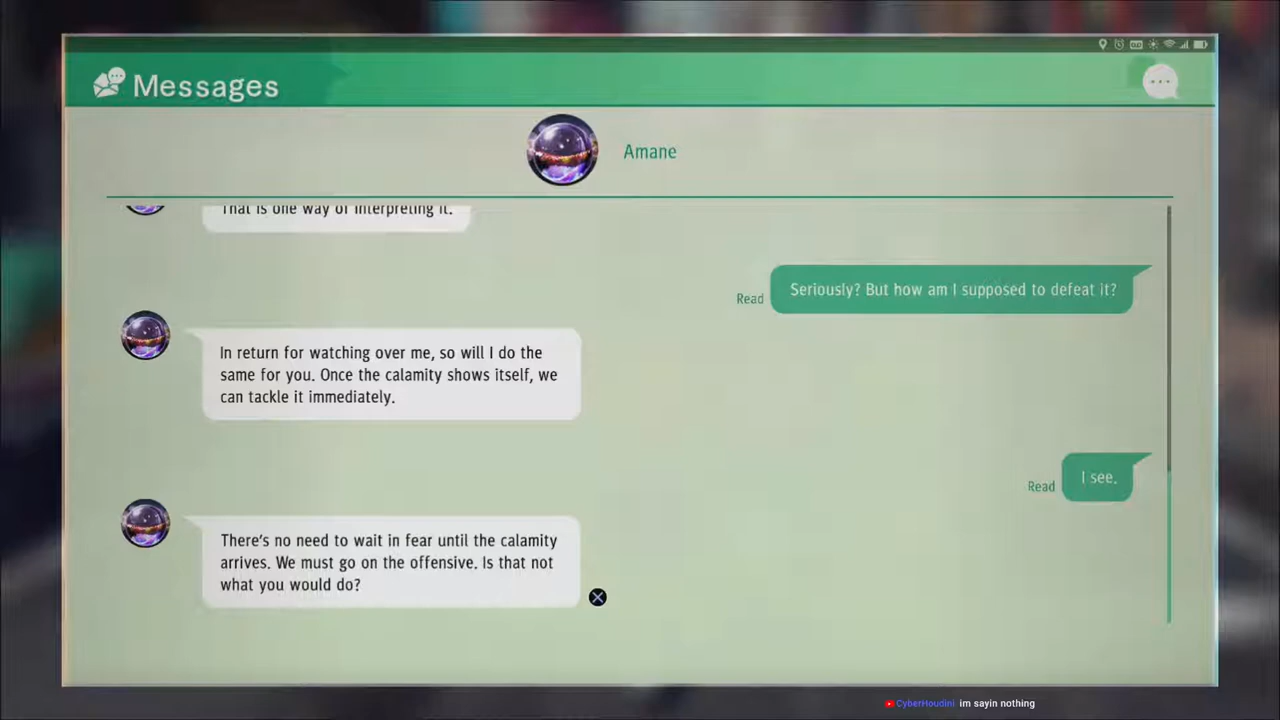 Messages
Amane
That is one way of interpreting it.
Seriously? But how am I supposed to defeat it?
Read
In return for watching over me, so will I do the
same for you. Once the calamity shows itself, we
can tackle it immediately.
I see.
Read
There's no need to wait in fear until the calamity
arrives. We must go on the offensive. Is that not
what you would do?
CyberHoudini im sayin nothing